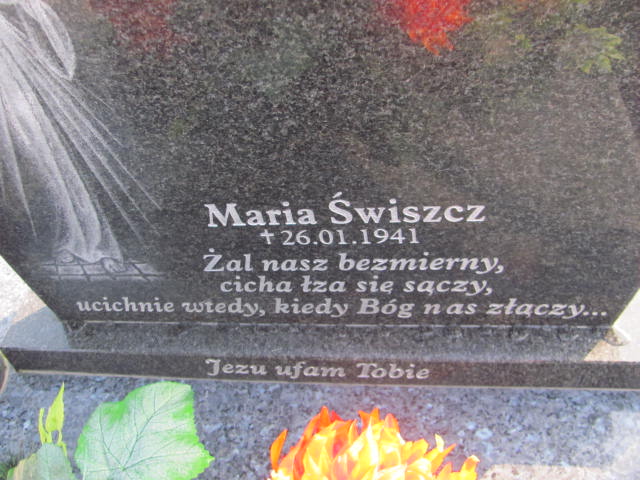 Maria Świszcz
✝26.01.1941
Żal nasz bezmierny,
cicha łza się sączy,
ucichnie wtedy, kiedy Bóg nas złączy...
Jezu ufam Tobie